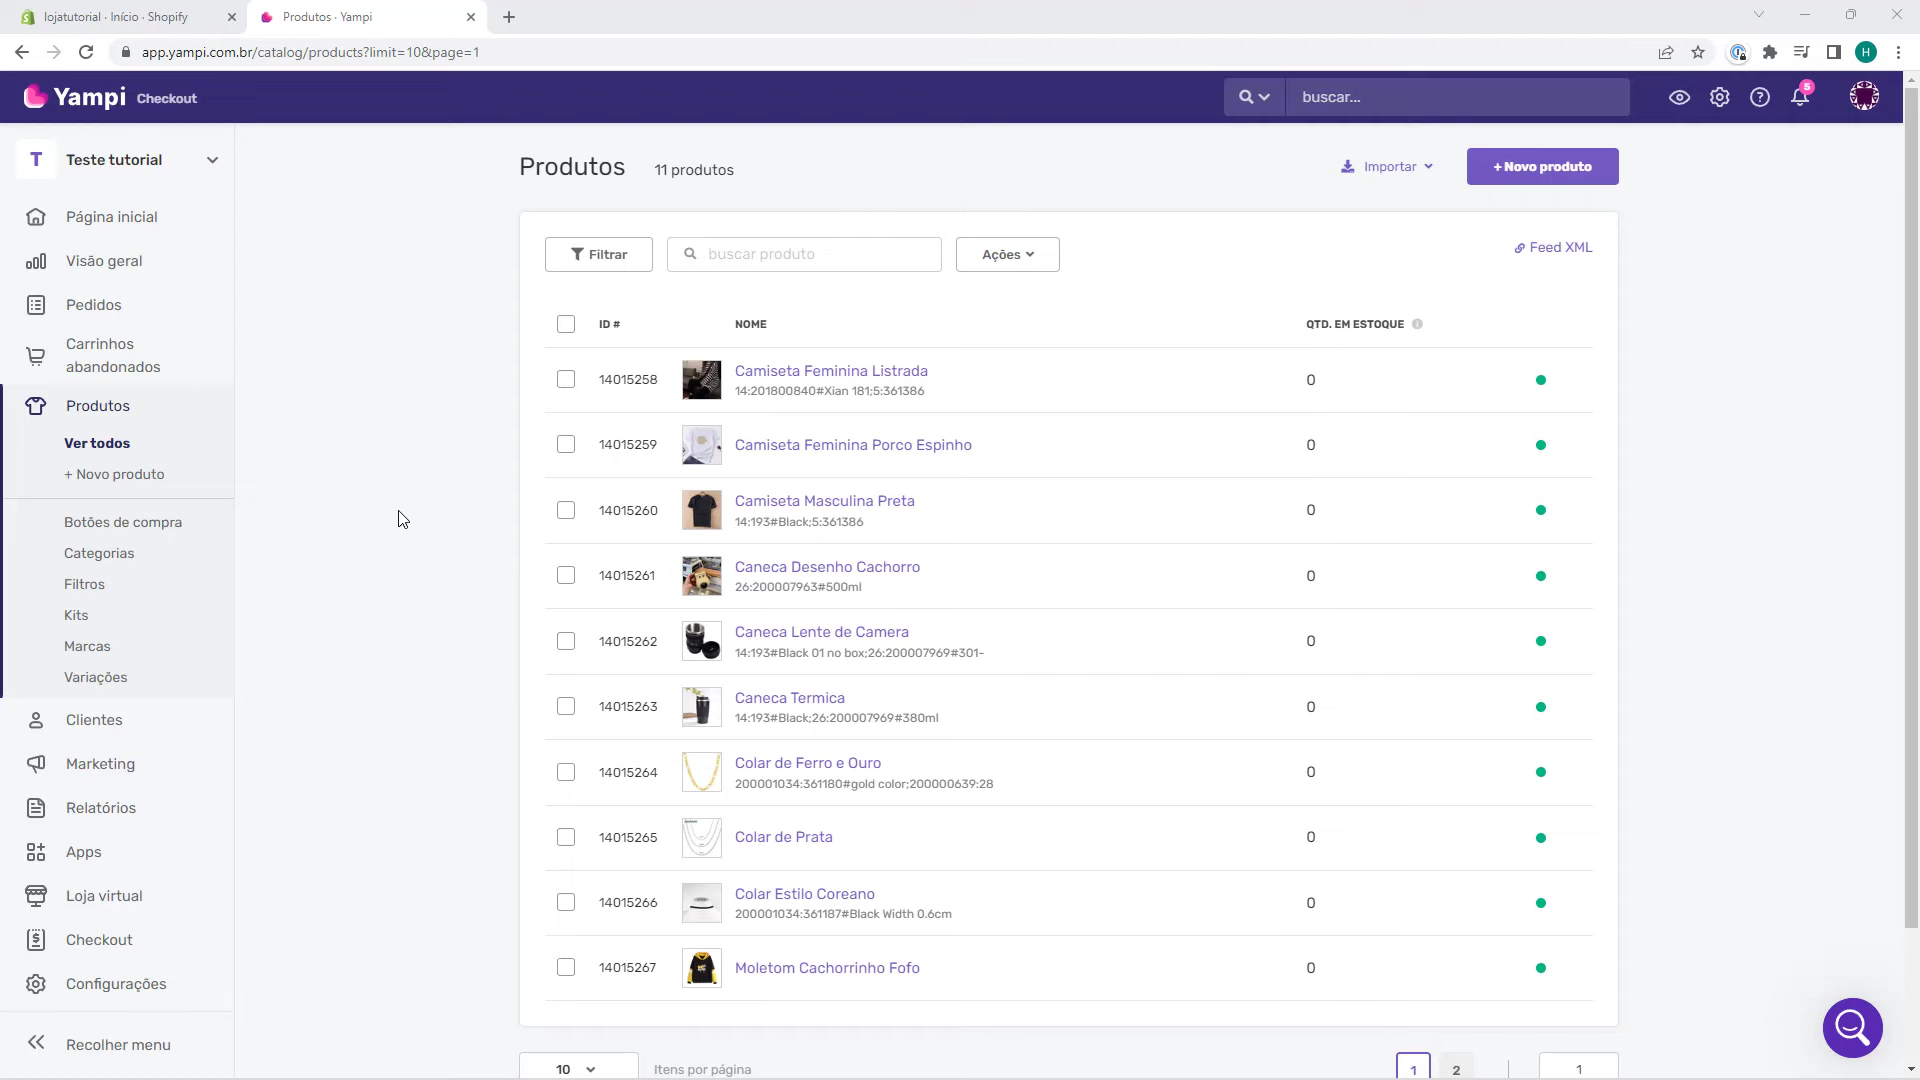 lojatutorial · Início · Shopify
Produtos · Yampi
app.yampi.com.br/catalog/products?limit=10&page=1
H
Yampi Checkout
buscar...
5
T
Teste tutorial
Página inicial
Visão geral
Pedidos
Carrinhos
abandonados
Produtos
Ver todos
+ Novo produto
Botões de compra
Categorias
Filtros
Kits
Marcas
Variações
Clientes
Marketing
Relatórios
Apps
Loja virtual
Checkout
Configurações
Recolher menu
Produtos 11 produtos
Importar
+ Novo produto
Filtrar
buscar produto
Ações
Feed XML
ID # NOME QTD. EM ESTOQUE
14015258 Camiseta Feminina Listrada 0
14:201800840#Xian 181;5:361386
14015259 Camiseta Feminina Porco Espinho 0
14015260 Camiseta Masculina Preta 0
14:193#Black;5:361386
14015261 Caneca Desenho Cachorro 0
26:200007963#500ml
14015262 Caneca Lente de Camera 0
14:193#Black 01 no box;26:200007969#301-
14015263 Caneca Termica 0
14:193#Black;26:200007969#380ml
14015264 Colar de Ferro e Ouro 0
200001034:361180#gold color;200000639:28
14015265 Colar de Prata 0
14015266 Colar Estilo Coreano 0
200001034:361187#Black Width 0.6cm
14015267 Moletom Cachorrinho Fofo 0
10 Itens por página 1 2 1